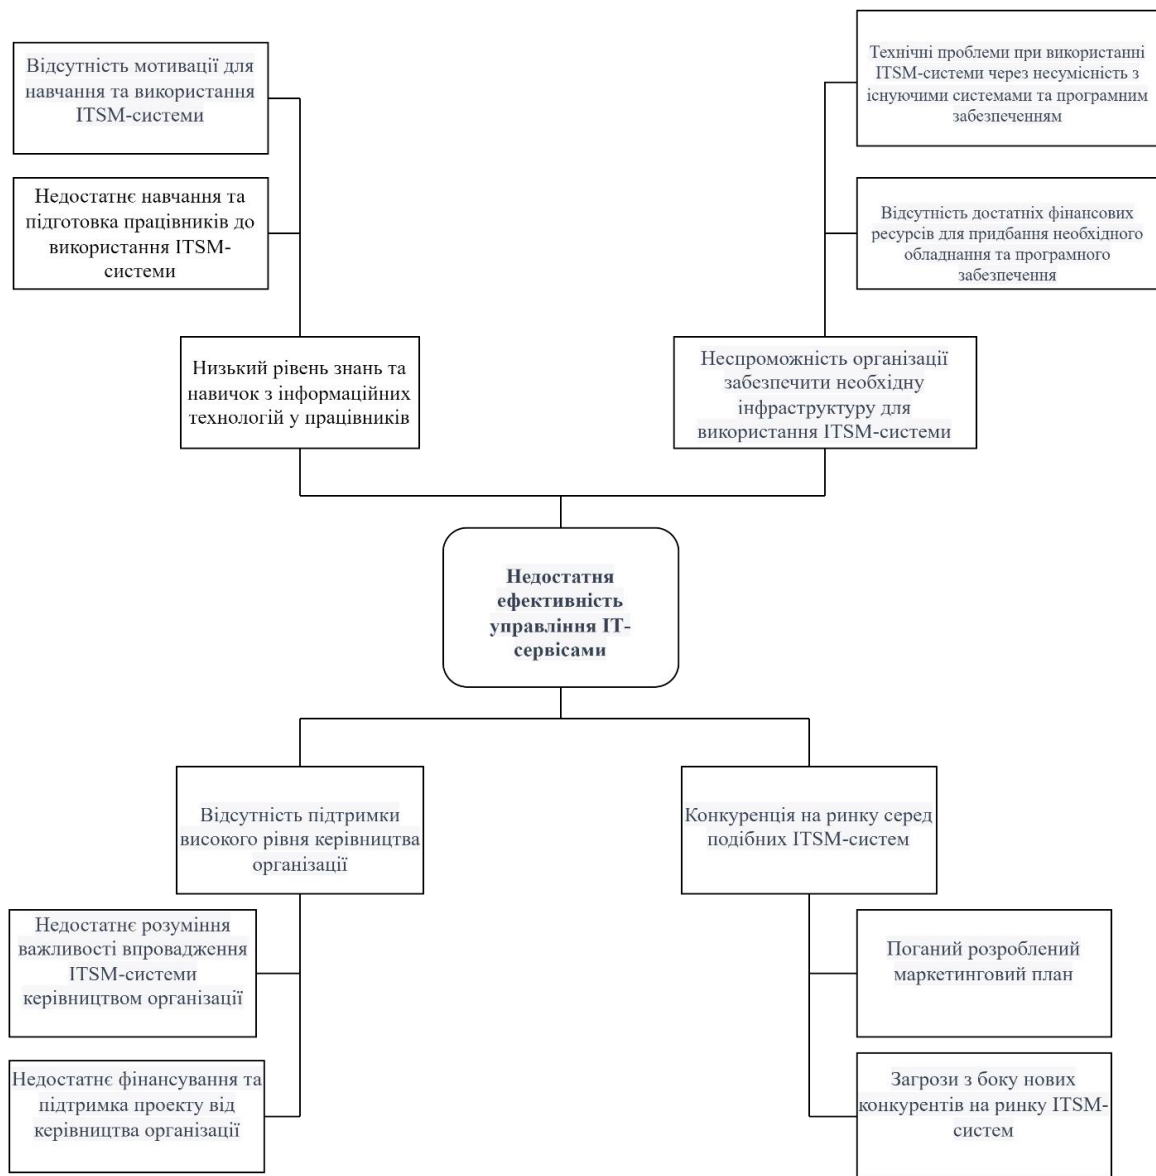 Відсутність мотивації для
навчання та використання
ITSM-системи
Технічні проблеми при використанні
ITSM-системи через несумісність з
існуючими системами та програмним
забезпеченням
Недостатнє навчання та
підготовка працівників до
використання ITSM-
системи
Відсутність достатніх фінансових
ресурсів для придбання необхідного
обладнання та програмного
забезпечення
Низький рівень знань та
навичок з інформаційних
технологій у працівників
Неспроможність організації
забезпечити необхідну
інфраструктуру для
використання ITSM-системи
Недостатня
ефективність
управління ІТ-
сервісами
Відсутність підтримки
високого рівня керівництва
організації
Конкуренція на ринку серед
подібних ITSM-систем
Недостатнє розуміння
важливості впровадження
ITSM-системи
керівництвом організації
Поганий розроблений
маркетинговий план
Недостатнє фінансування та
підтримка проекту від
керівництва організації
Загрози з боку нових
конкурентів на ринку ITSM-
систем